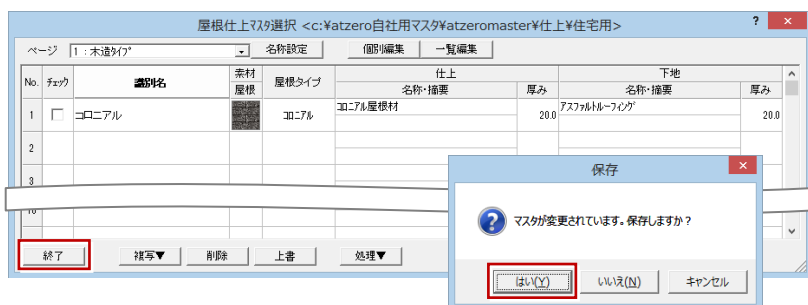 屋根仕上マスタ選択 <c:¥atzero自社用マスタ¥atzeromaster¥仕上¥住宅用>
? ×
ページ 1：木造ﾀｲﾌﾟ 名称設定 個別編集 一覧編集
No. ﾁｪｯｸ 識別名 素材 屋根タイプ 仕上 下地
屋根 名称・摘要 厚み 名称・摘要 厚み
1 コロニアル ｺﾛﾆｱﾙ ｺﾛﾆｱﾙ屋根材 20.0 ｱｽﾌｧﾙﾄﾙｰﾌｨﾝｸﾞ 20.0
2
3
終了 複写▼ 削除 上書 処理▼
保存 ×
マスタが変更されています。保存しますか？
はい(Y) いいえ(N) キャンセル